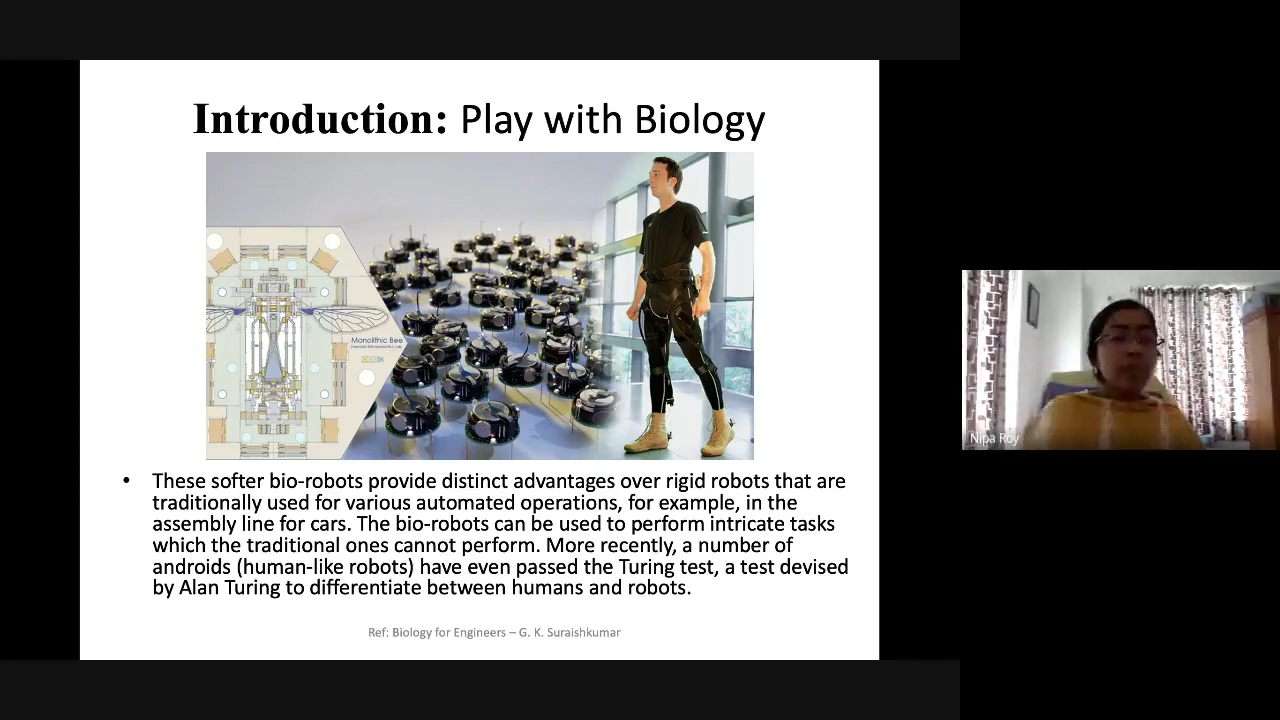 Introduction: Play with Biology
Monolithic Bee
• These softer bio-robots provide distinct advantages over rigid robots that are
traditionally used for various automated operations, for example, in the
assembly line for cars. The bio-robots can be used to perform intricate tasks
which the traditional ones cannot perform. More recently, a number of
androids (human-like robots) have even passed the Turing test, a test devised
by Alan Turing to differentiate between humans and robots.
Ref: Biology for Engineers – G. K. Suraishkumar
Nipa Roy